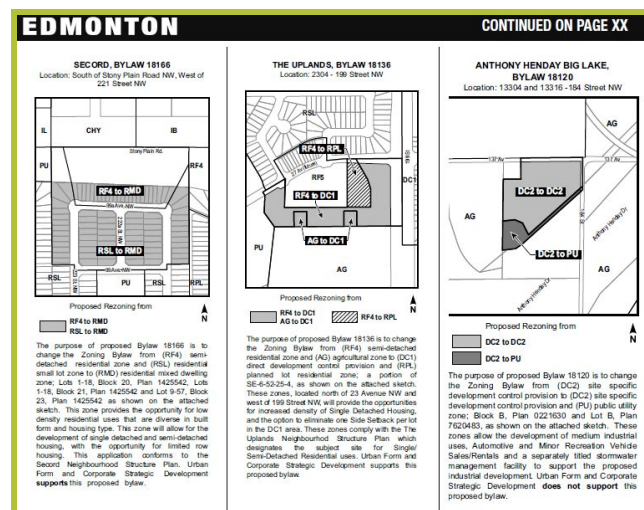 EDMONTON
CONTINUED ON PAGE XX
SECORD, BYLAW 18166
Location: South of Stony Plain Road NW, West of
221 Street NW
IL
CHY
IB
Stony Plain Rd.
PU
RF4
RF4 to RMD
RSL to RMD
RSL
PU
RSL
RPL
Proposed Rezoning from
RF4 to RMD
RSL to RMD
N
The purpose of proposed Bylaw 18166 is to
change the Zoning Bylaw from (RF4) semi-
detached residential zone and (RSL) residential
small lot zone to (RMD) residential mixed dwelling
zone; Lots 1-18, Block 20, Plan 1425542, Lots
1-18, Block 21, Plan 1425542 and Lot 9-57, Block
23, Plan 1425542 as shown on the attached
sketch. This zone provides the opportunity for low
density residential uses that are diverse in built
form and housing type. This zone will allow for the
development of single detached and semi-detached
housing, with the opportunity for limited row
housing. This application conforms to the
Secord Neighbourhood Structure Plan. Urban
Form and Corporate Strategic Development
supports this proposed bylaw.
THE UPLANDS, BYLAW 18136
Location: 2304 - 199 Street NW
RSL
RF4 to RPL
RF5
DC1
RF4 to DC1
AG to DC1
PU
AG
Proposed Rezoning from
RF4 to DC1
AG to DC1
RF4 to RPL
N
The purpose of proposed Bylaw 18136 is to change
the Zoning Bylaw from (RF4) semi-detached
residential zone and (AG) agricultural zone to (DC1)
direct development control provision and (RPL)
planned lot residential zone; a portion of
SE-6-52-25-4, as shown on the attached sketch.
These zones, located north of 23 Avenue NW and
west of 199 Street NW, will provide the opportunities
for increased density of Single Detached Housing,
and the option to eliminate one Side Setback per lot
in the DC1 area. These zones comply with the The
Uplands Neighbourhod Structure Plan which
designates the subject site for Single/
Semi-Detached Residential uses. Urban Form and
Corporate Strategic Development supports this
proposed bylaw.
ANTHONY HENDAY BIG LAKE,
BYLAW 18120
Location: 13304 and 13316 -184 Street NW
AG
137 AV
137 AV
DC2 to DC2
AG
DC2 to PU
Anthony Henday Dr
Anthony Henday Dr
AG
Proposed Rezoning from
DC2 to DC2
DC2 to PU
N
The purpose of proposed Bylaw 18120 is to change
the Zoning Bylaw from (DC2) site specific
development control provision to (DC2) site specific
development control provision and (PU) public utility
zone; Block B, Plan 0221630 and Lot B, Plan
7620483, as shown on the attached sketch. These
zones allow the development of medium industrial
uses, Automotive and Minor Recreation Vehicle
Sales/Rentals and a separately titled stormwater
management facility to support the proposed
industrial development. Urban Form and Corporate
Strategic Development does not support this
proposed bylaw.